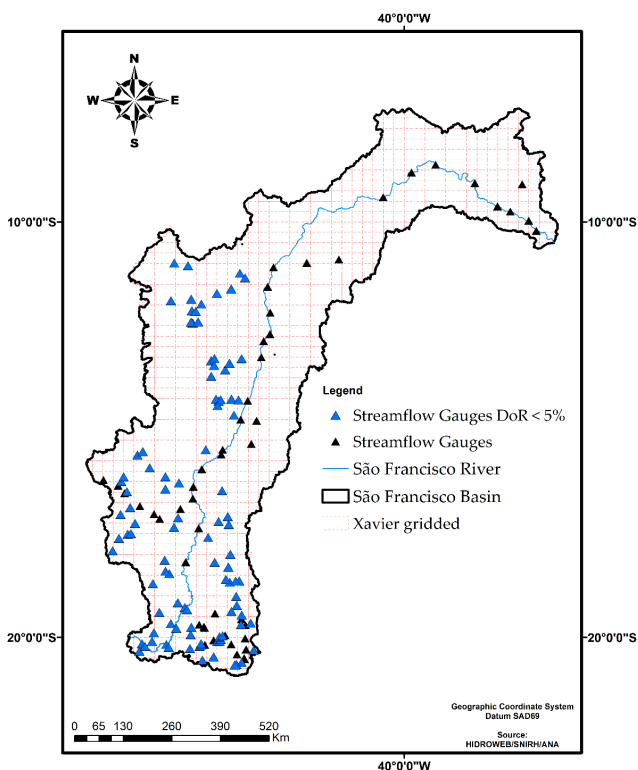 40°0'0"W
N
W E
S
10°0'0"S
10°0'0"S
Legend
Streamflow Gauges DoR < 5%
Streamflow Gauges
São Francisco River
São Francisco Basin
Xavier gridded
20°0'0"S
20°0'0"S
Geographic Coordinate System
Datum SAD69
Source:
HIDROWEB/SNIRH/ANA
0 65 130 260 390 520
Km
40°0'0"W